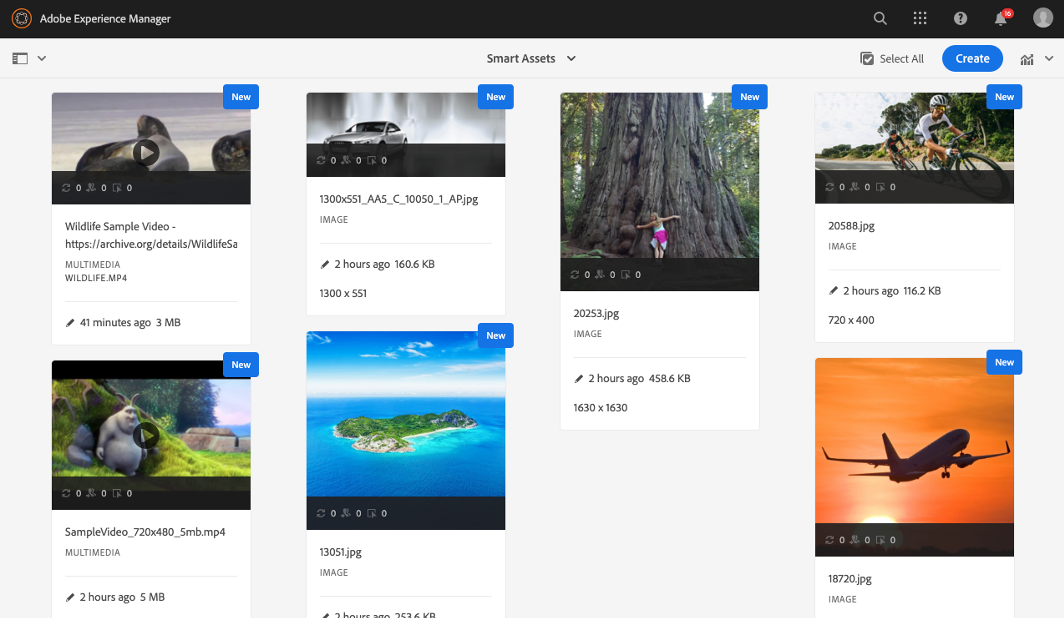 Adobe Experience Manager
16
Smart Assets
Select All
Create
New
0 0 0
Wildlife Sample Video -
https://archive.org/details/WildlifeSa
MULTIMEDIA
WILDLIFE.MP4
41 minutes ago 3 MB
New
0 0 0
SampleVideo_720x480_5mb.mp4
MULTIMEDIA
2 hours ago 5 MB
New
0 0 0
1300x551_AA5_C_10050_1_AP.jpg
IMAGE
2 hours ago 160.6 KB
1300 x 551
New
0 0 0
13051.jpg
IMAGE
2 hours ago 253.6 KB
New
0 0 0
20253.jpg
IMAGE
2 hours ago 458.6 KB
1630 x 1630
New
0 0 0
20588.jpg
IMAGE
2 hours ago 116.2 KB
720 x 400
New
0 0 0
18720.jpg
IMAGE